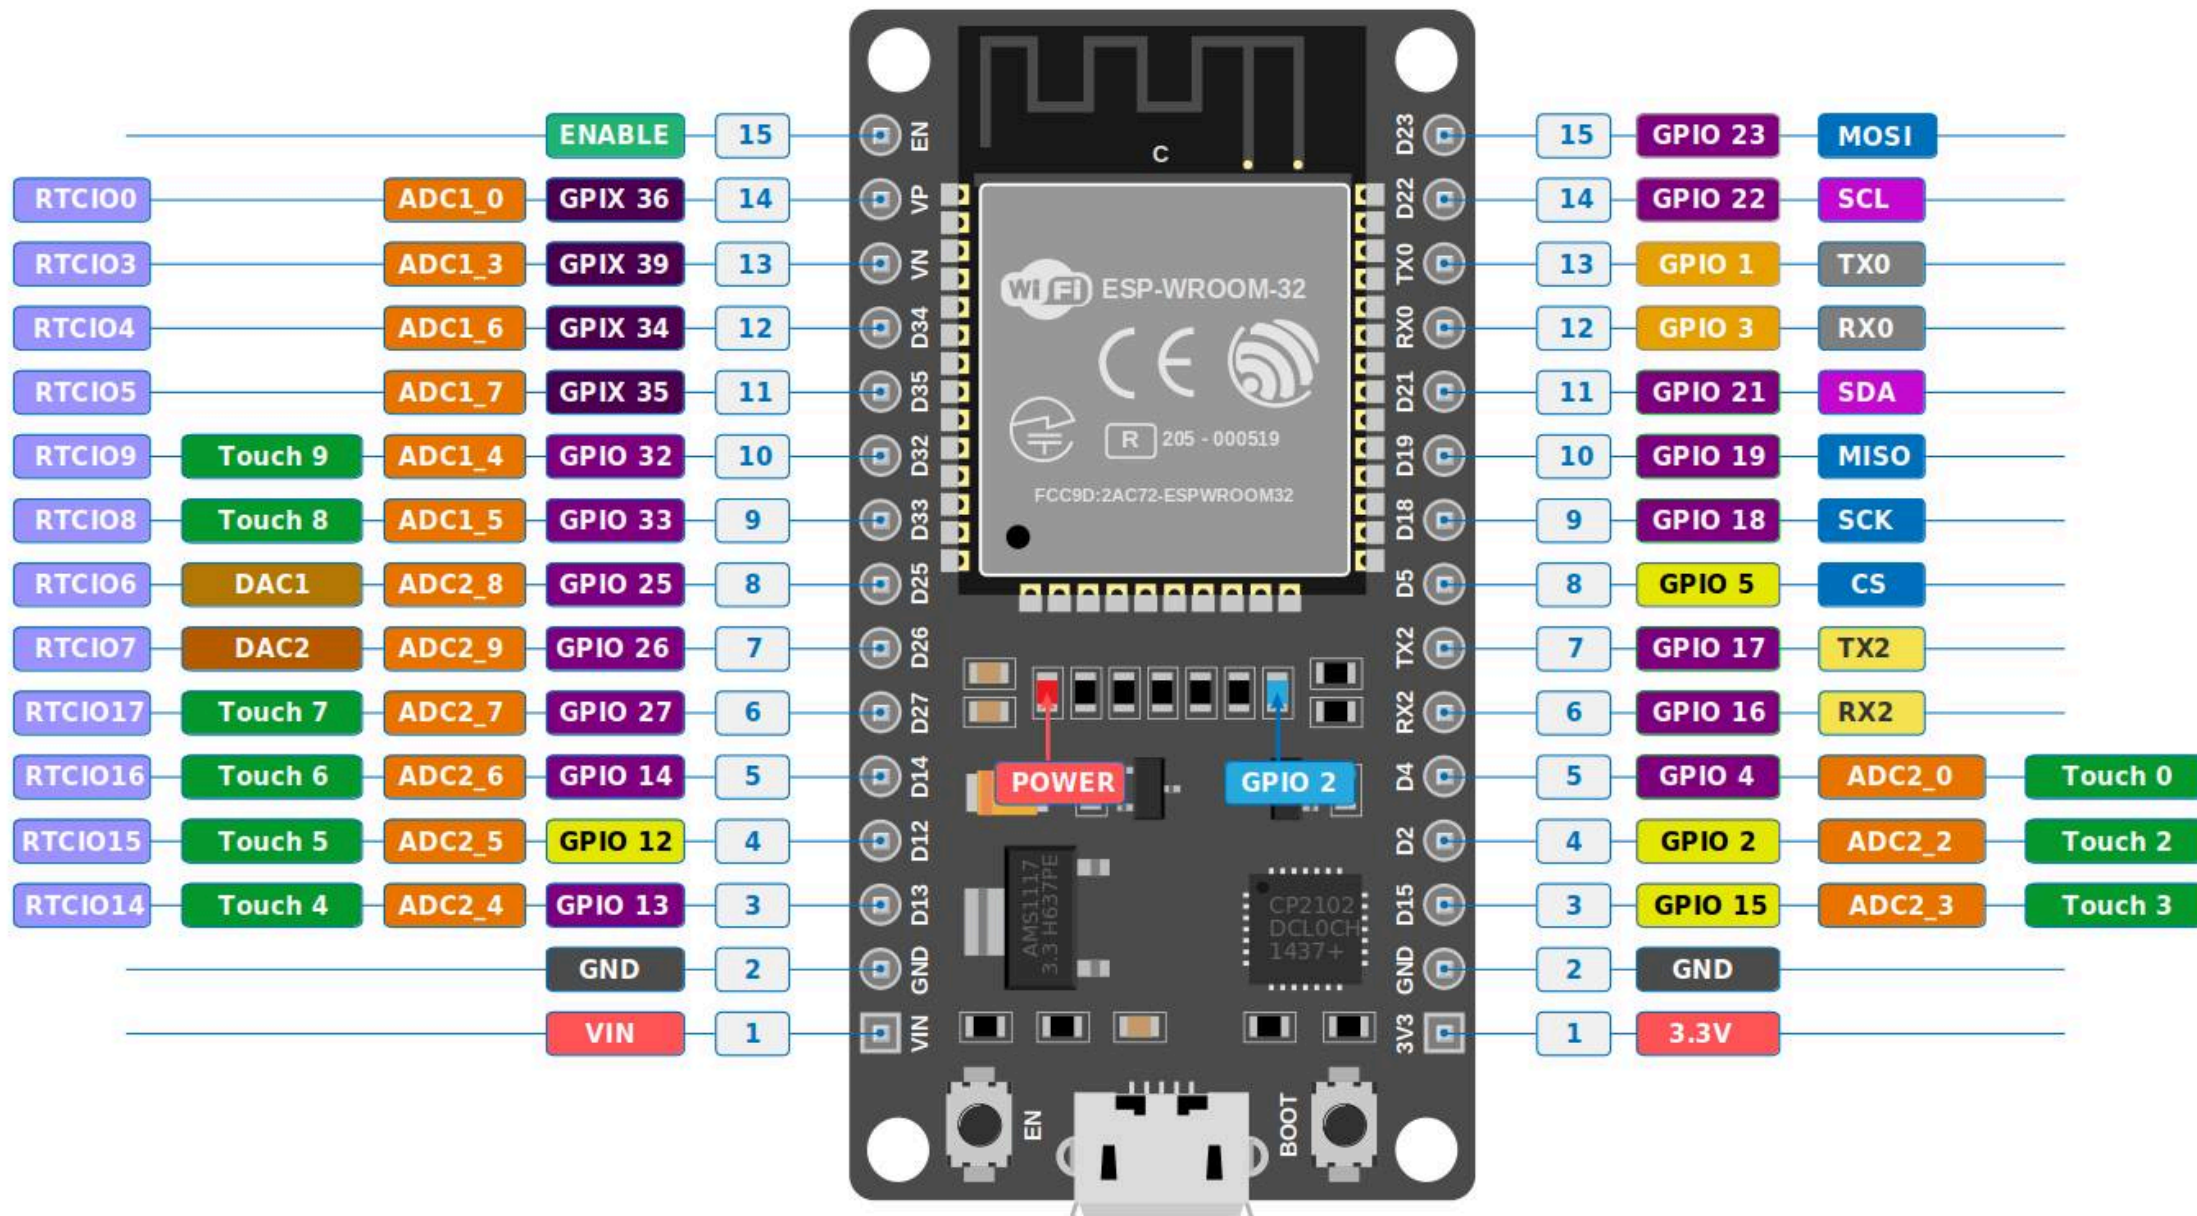 ENABLE 15 EN D23 15 GPIO 23 MOSI
C
RTCIO0 ADC1_0 GPIX 36 14 VP D22 14 GPIO 22 SCL
RTCIO3 ADC1_3 GPIX 39 13 VN TX0 13 GPIO 1 TX0
WiFi ESP-WROOM-32
RTCIO4 ADC1_6 GPIX 34 12 D34 RX0 12 GPIO 3 RX0
CE
RTCIO5 ADC1_7 GPIX 35 11 D35 D21 11 GPIO 21 SDA
R 205 - 000519
RTCIO9 Touch 9 ADC1_4 GPIO 32 10 D32 D19 10 GPIO 19 MISO
FCC9D:2AC72-ESPWROOM32
RTCIO8 Touch 8 ADC1_5 GPIO 33 9 D33 D18 9 GPIO 18 SCK
RTCIO6 DAC1 ADC2_8 GPIO 25 8 D25 D5 8 GPIO 5 CS
RTCIO7 DAC2 ADC2_9 GPIO 26 7 D26 TX2 7 GPIO 17 TX2
RTCIO17 Touch 7 ADC2_7 GPIO 27 6 D27 RX2 6 GPIO 16 RX2
RTCIO16 Touch 6 ADC2_6 GPIO 14 5 D14 POWER GPIO 2 D4 5 GPIO 4 ADC2_0 Touch 0
RTCIO15 Touch 5 ADC2_5 GPIO 12 4 D12 D2 4 GPIO 2 ADC2_2 Touch 2
RTCIO14 Touch 4 ADC2_4 GPIO 13 3 D13 D15 3 GPIO 15 ADC2_3 Touch 3
AMS1117
3.3 H637PE
CP2102
DCL0CH
1437+
GND 2 GND GND 2 GND
VIN 1 VIN 3V3 1 3.3V
EN BOOT